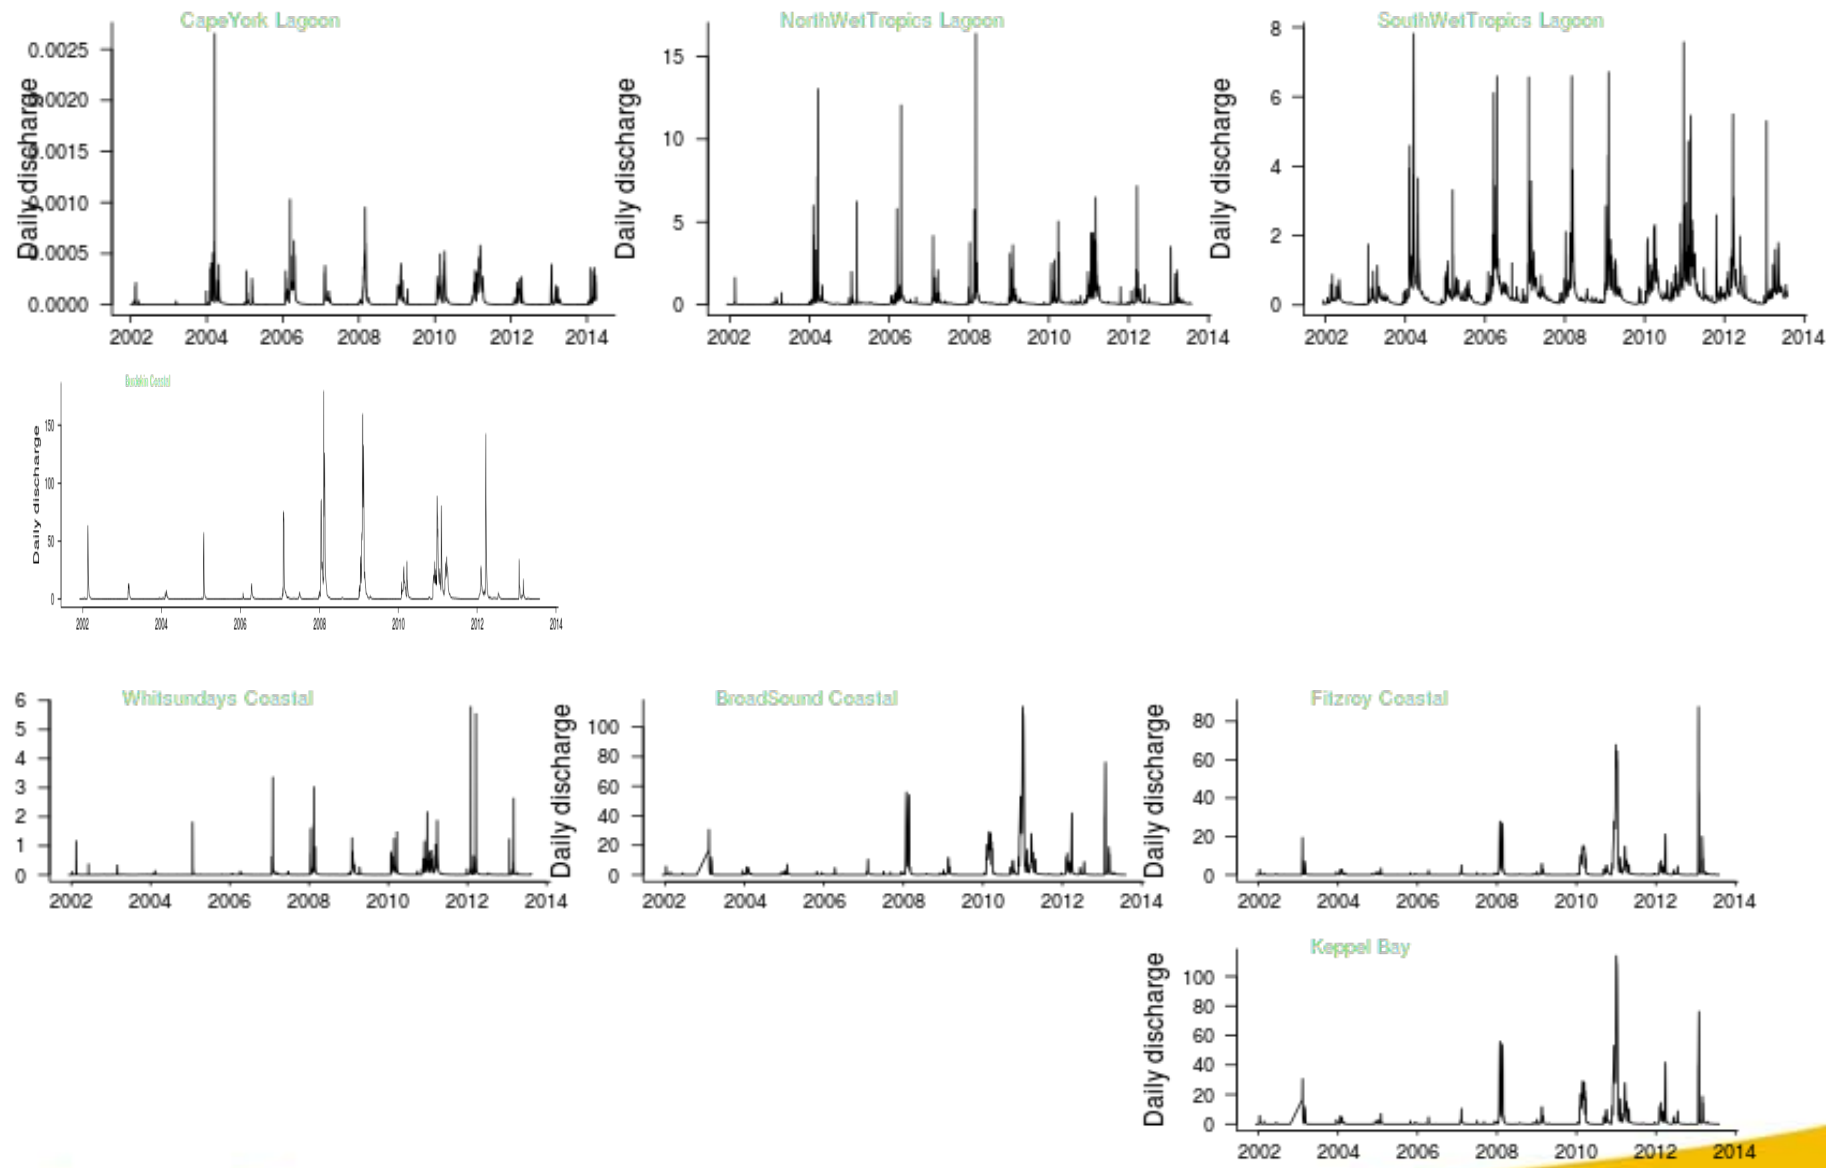 CapeYork Lagoon
Daily discharge
0.0025
0.0020
0.0015
0.0010
0.0005
0.0000
2002 2004 2006 2008 2010 2012 2014
NorthWetTropics Lagoon
Daily discharge
15
10
5
0
2002 2004 2006 2008 2010 2012 2014
SouthWetTropics Lagoon
Daily discharge
8
6
4
2
0
2002 2004 2006 2008 2010 2012 2014
Burdekin Coastal
Daily discharge
150
100
50
0
2002 2004 2006 2008 2010 2012 2014
Whitsundays Coastal
6
5
4
3
2
1
0
2002 2004 2006 2008 2010 2012 2014
BroadSound Coastal
Daily discharge
100
80
60
40
20
0
2002 2004 2006 2008 2010 2012 2014
Fitzroy Coastal
Daily discharge
80
60
40
20
0
2002 2004 2006 2008 2010 2012 2014
Keppel Bay
Daily discharge
100
80
60
40
20
0
2002 2004 2006 2008 2010 2012 2014